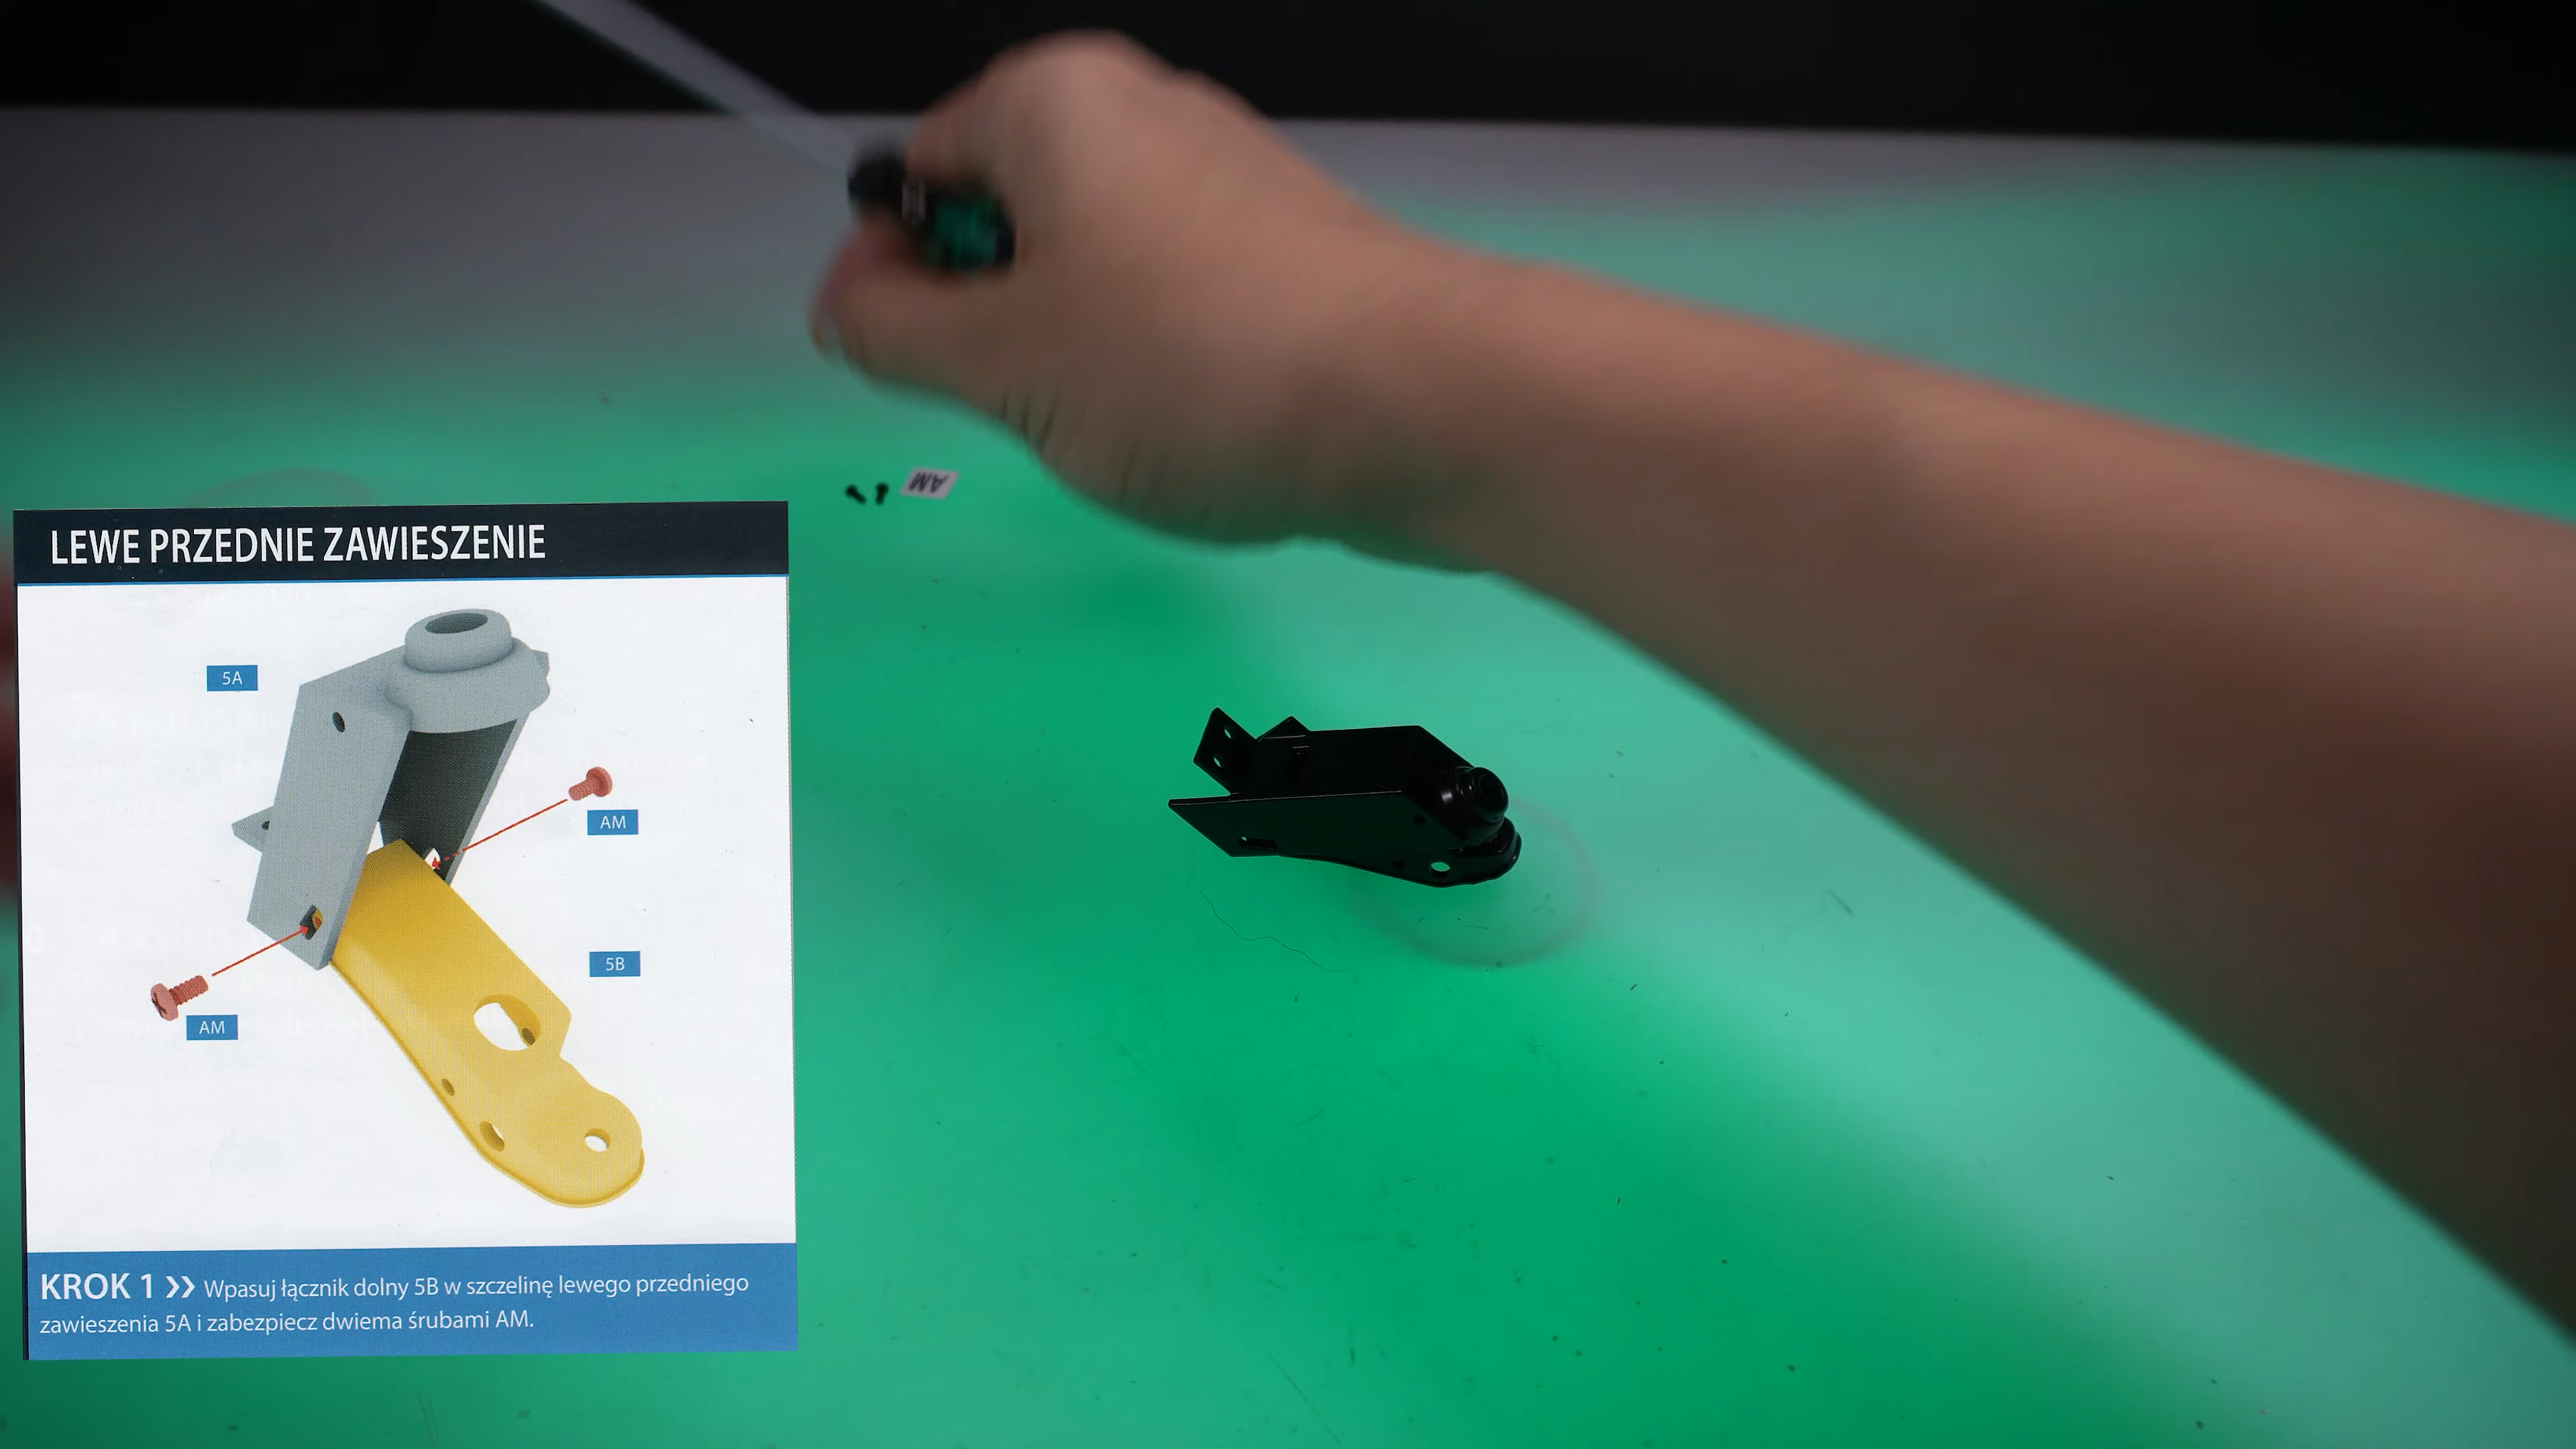 AM
LEWE PRZEDNIE ZAWIESZENIE
5A
AM
5B
AM
KROK 1 >> Wpasuj łącznik dolny 5B w szczelinę lewego przedniego
zawieszenia 5A i zabezpiecz dwiema śrubami AM.